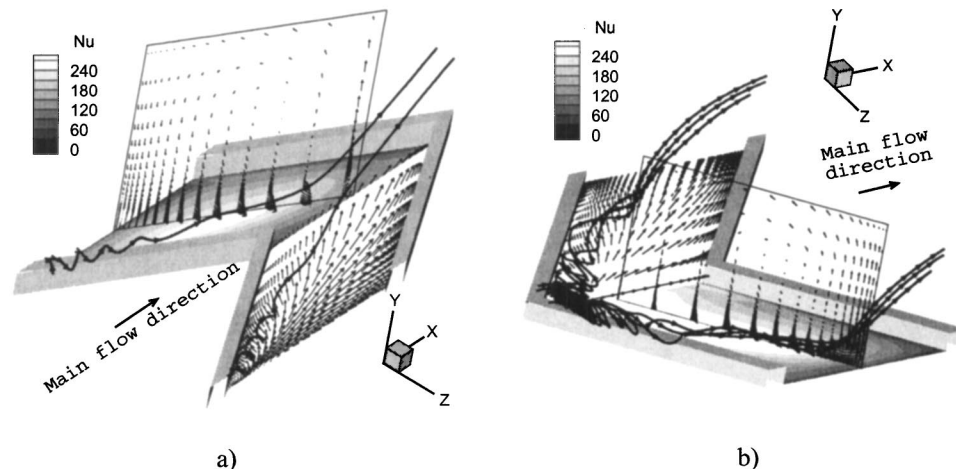 Nu
240
180
120
60
0
Main flow direction
Y
X
Z
a)
Nu
240
180
120
60
0
Y
X
Z
Main flow
direction
b)